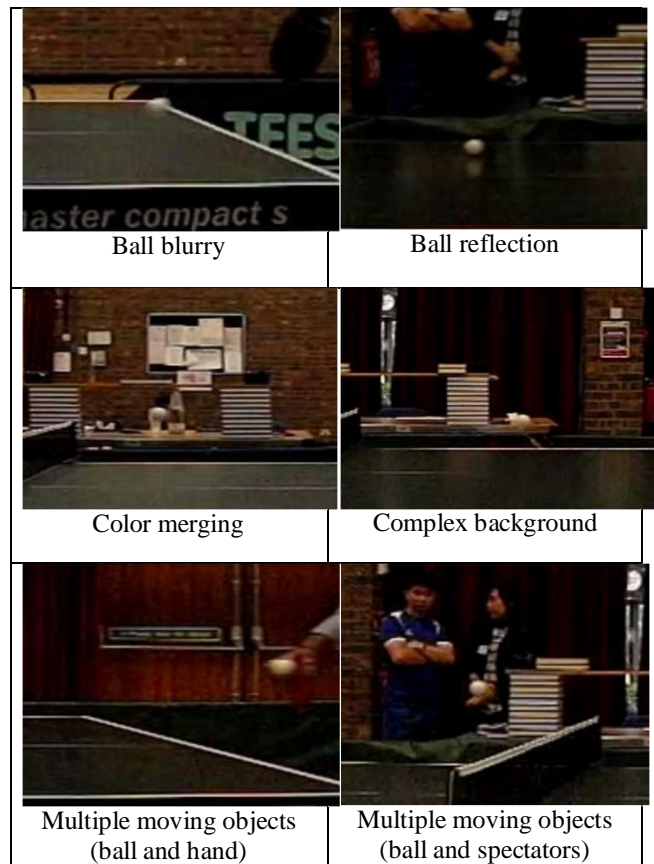 TEES
master compact s
Ball blurry
Ball reflection
Color merging
Complex background
Multiple moving objects
(ball and hand)
Multiple moving objects
(ball and spectators)